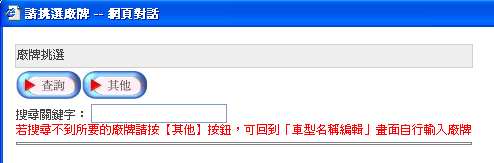 請挑選廠牌 -- 網頁對話
廠牌挑選
查詢 其他
搜尋關鍵字：
若搜尋不到所要的廠牌請按【其他】按鈕，可回到「車型名稱編輯」畫面自行輸入廠牌